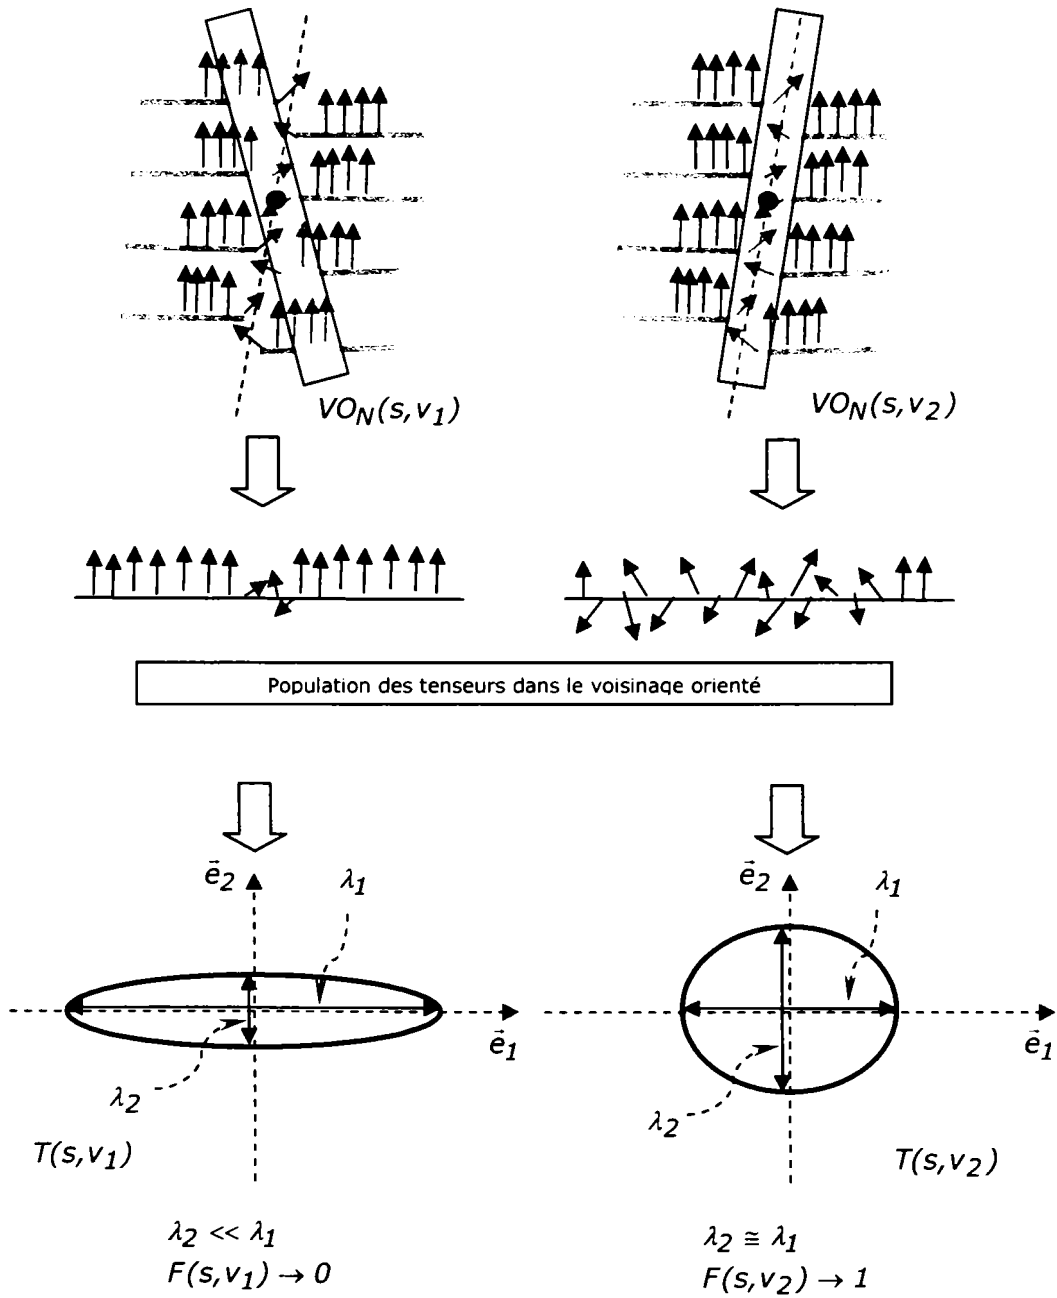 VO_N(s,v_1)
VO_N(s,v_2)
Population des tenseurs dans le voisinage orienté
e⃗_2
λ_1
e⃗_1
λ_2
T(s,v_1)
e⃗_2
λ_1
e⃗_1
λ_2
T(s,v_2)
λ_2 << λ_1
F(s,v_1) → 0
λ_2 ≅ λ_1
F(s,v_2) → 1